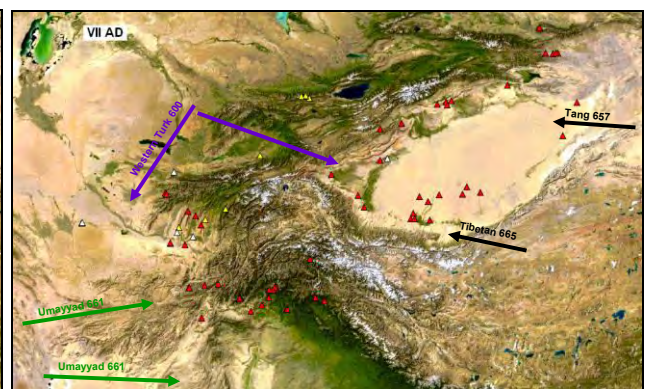 VII AD
Western Turk 600
Tang 657
Tibetan 665
Umayyad 661
Umayyad 661